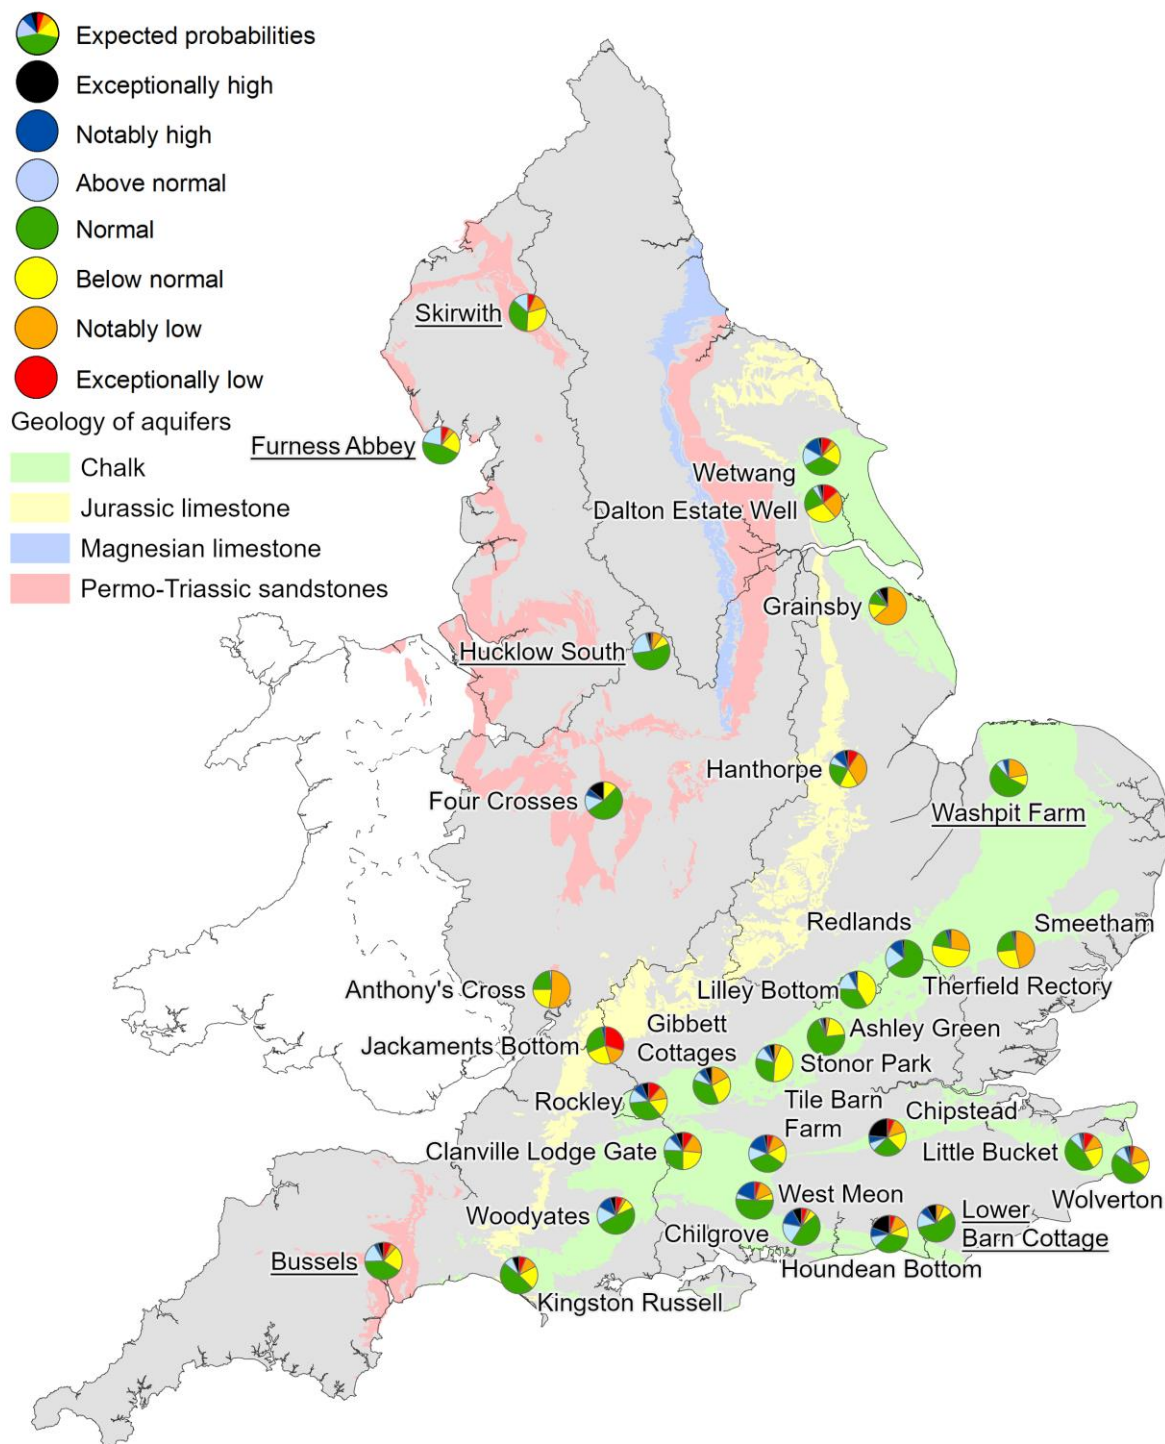 Expected probabilities
Exceptionally high
Notably high
Above normal
Normal
Below normal
Notably low
Exceptionally low
Geology of aquifers
Chalk
Jurassic limestone
Magnesian limestone
Permo-Triassic sandstones
Skirwith
Furness Abbey
Wetwang
Dalton Estate Well
Grainsby
Hucklow South
Hanthorpe
Four Crosses
Washpit Farm
Redlands
Smeetham
Anthony's Cross
Lilley Bottom
Therfield Rectory
Jackaments Bottom
Gibbett
Cottages
Ashley Green
Stonor Park
Rockley
Tile Barn
Farm
Chipstead
Clanville Lodge Gate
Little Bucket
Wolverton
Woodyates
West Meon
Chilgrove
Lower
Barn Cottage
Bussels
Houndean Bottom
Kingston Russell